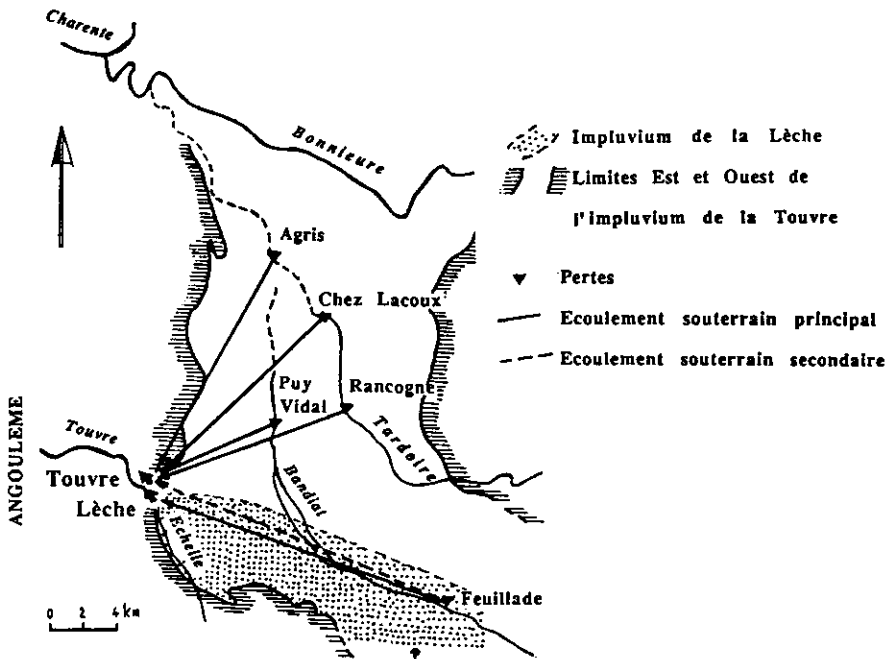 Charente
Bonnieure
Agris
Chez Lacoux
Puy
Vidal
Rancogne
Tardoire
Touvre
Touvre
Lèche
Bandiat
Echelle
Feuillade
ANGOULEME
0 2 4 km
Impluvium de la Lèche
Limites Est et Ouest de
l'impluvium de la Touvre
Pertes
Ecoulement souterrain principal
Ecoulement souterrain secondaire